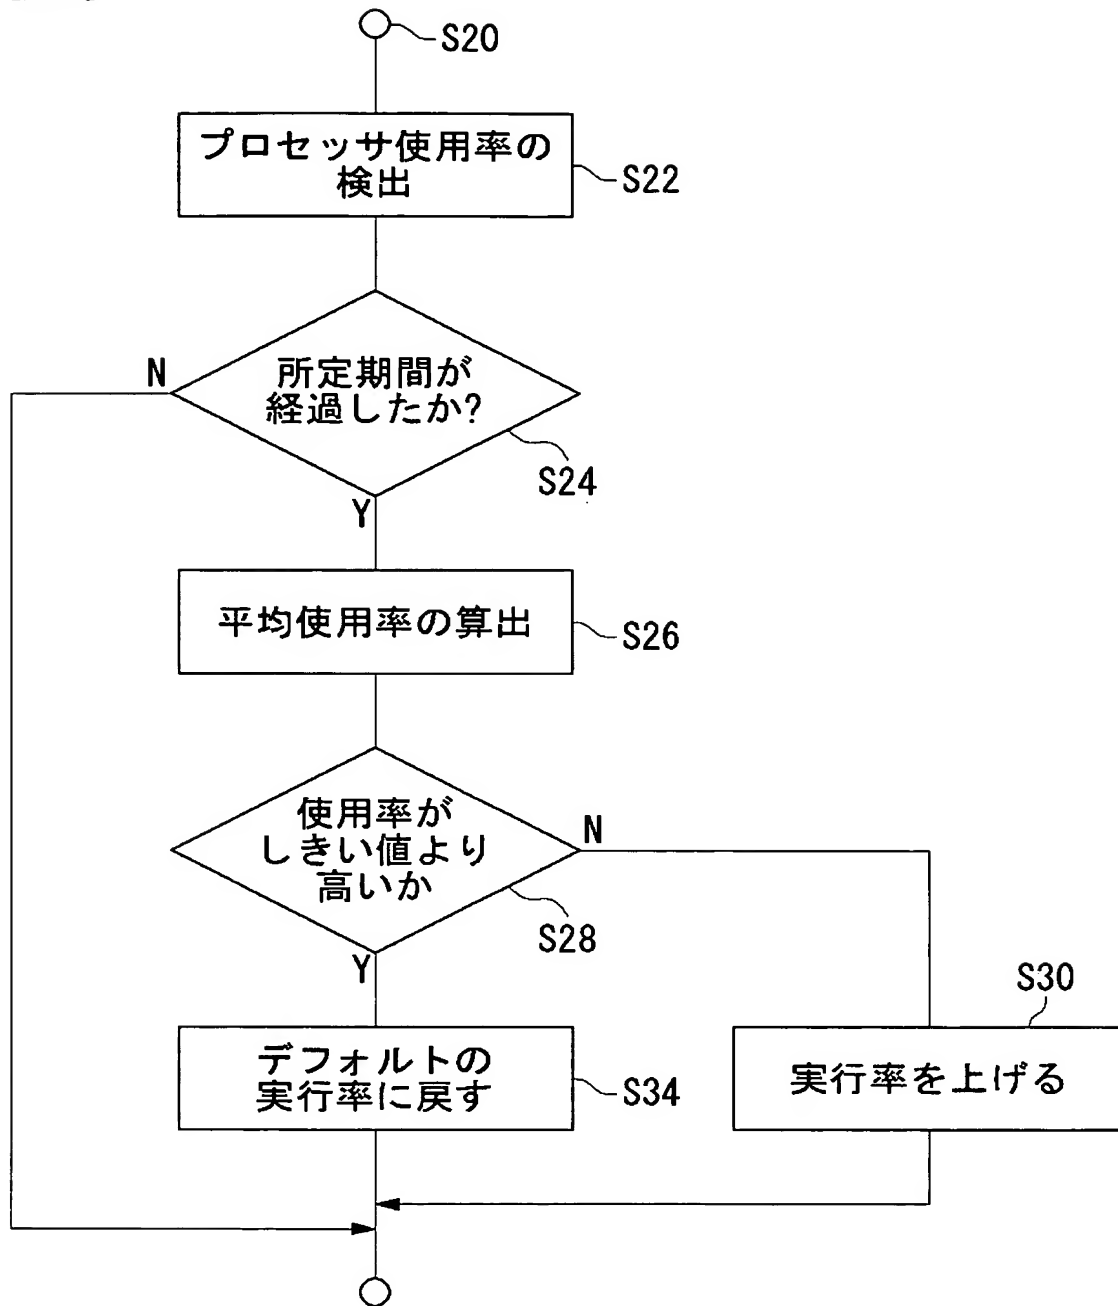 S20
プロセッサ使用率の
検出
S22
N
所定期間が
経過したか?
S24
Y
平均使用率の算出
S26
使用率が
しきい値より
高いか
N
S28
Y
S30
デフォルトの
実行率に戻す
S34
実行率を上げる